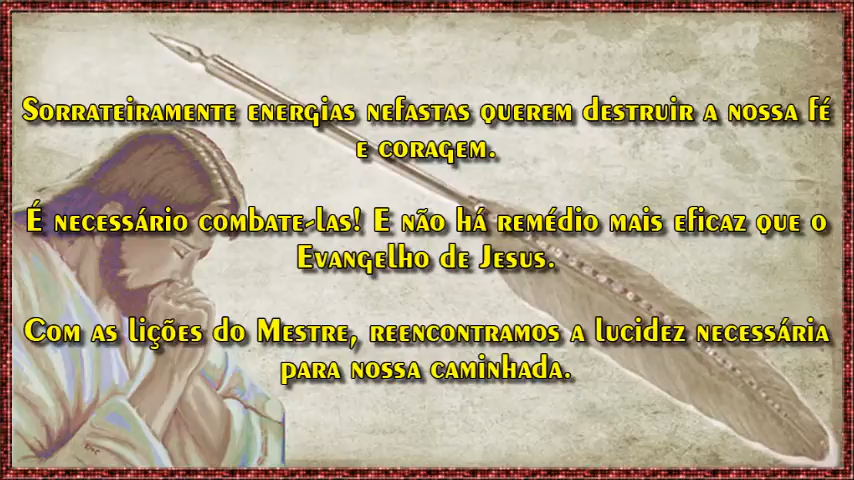 Sorrateiramente energias nefastas querem destruir a nossa fé
e coragem.
É necessário combate-las! E não há remédio mais eficaz que o
Evangelho de Jesus.
Com as lições do Mestre, reencontramos a lucidez necessária
para nossa caminhada.